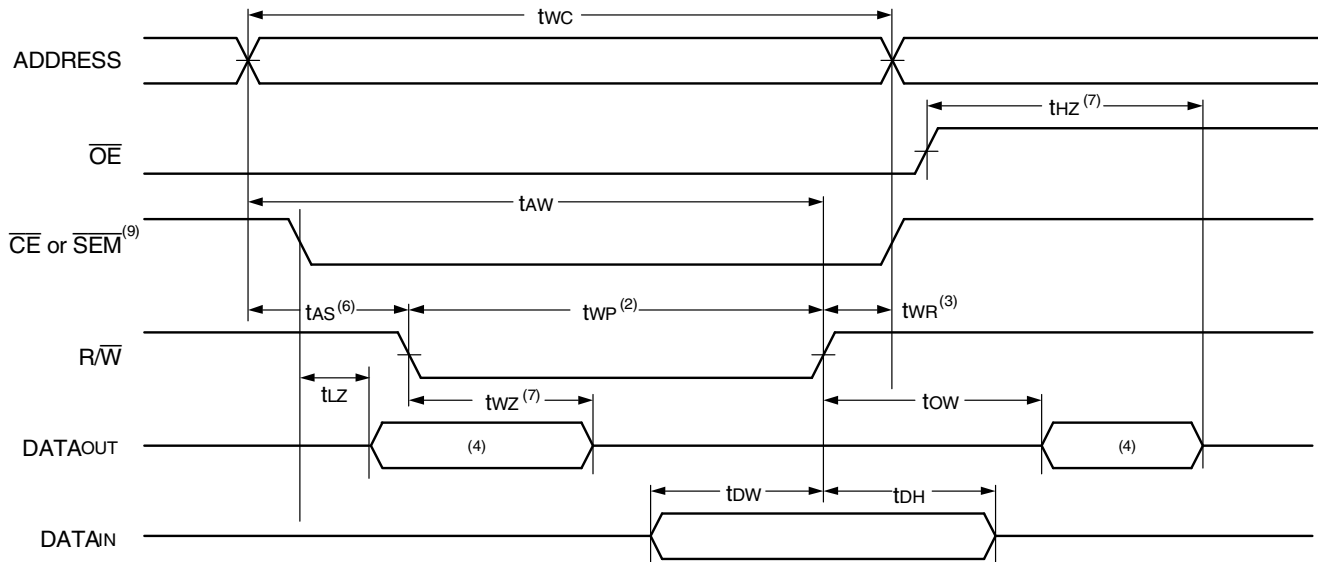 tWC
ADDRESS
tHZ(7)
OE
tAW
CE or SEM(9)
tAS(6) tWP(2) tWR(3)
R/W
tLZ tWZ(7) tOW
DATAOUT (4) (4)
tDW tDH
DATAIN